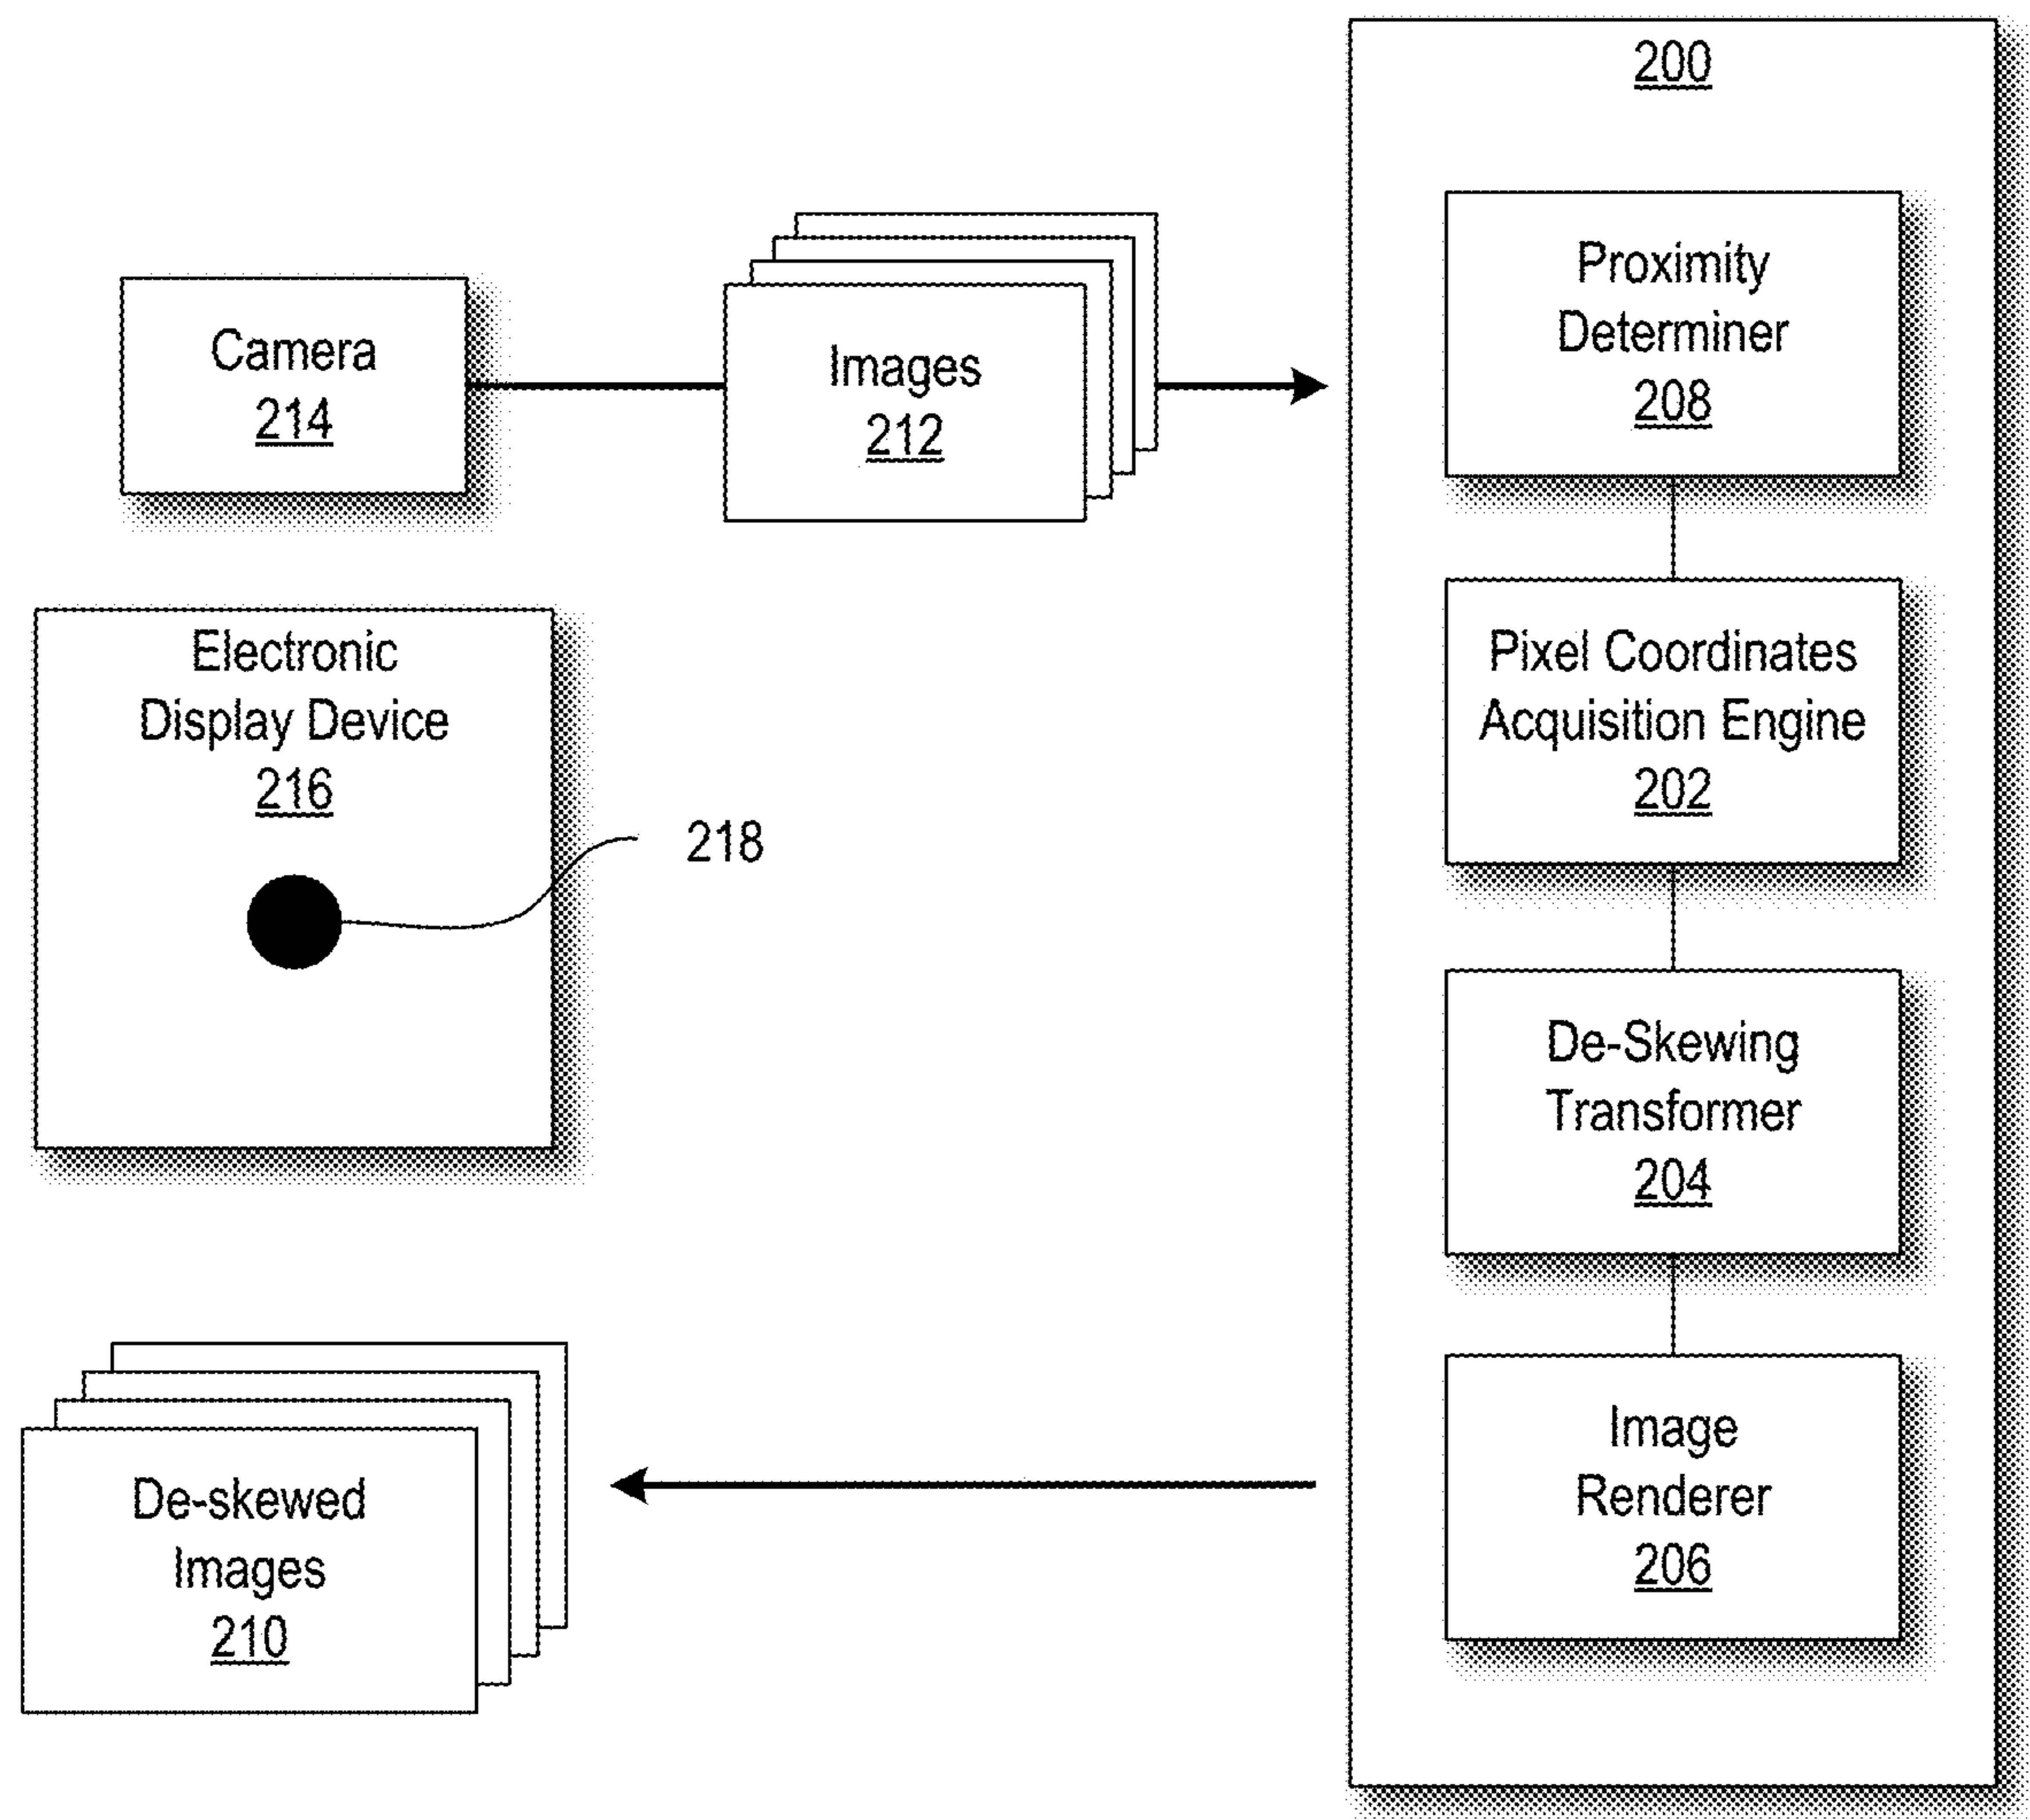 200
Proximity
Determiner
208
Camera
214
Images
212
Pixel Coordinates
Acquisition Engine
202
Electronic
Display Device
216
218
De-Skewing
Transformer
204
Image
Renderer
206
De-skewed
Images
210